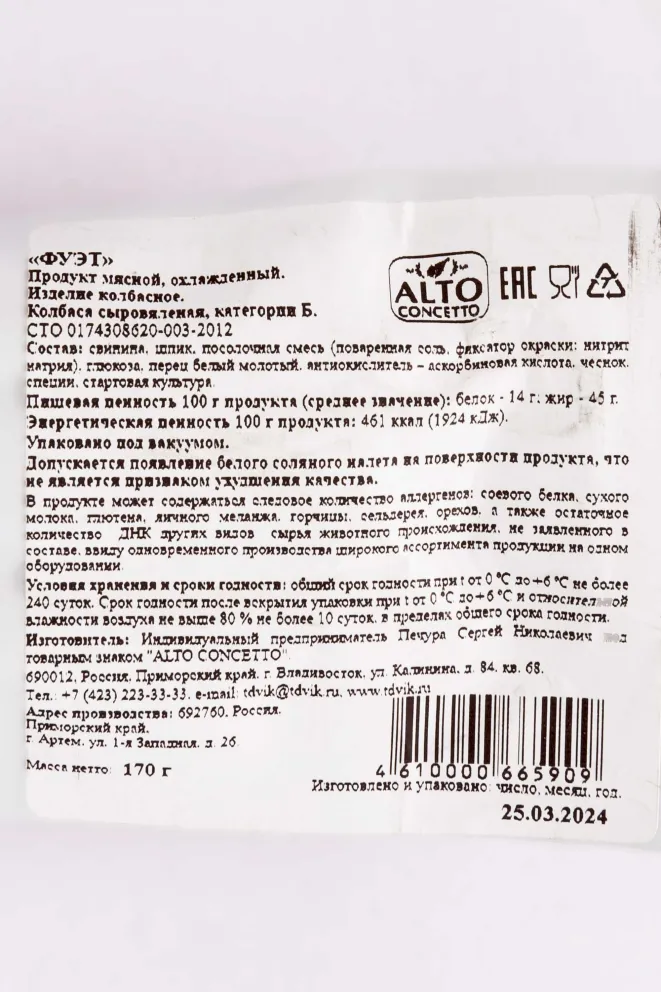 «ФУЭТ»
Продукт мясной, охлажденный.
Изделие колбасное.
Колбаса сыровяленая, категории Б.
СТО 0174308620-003-2012
ALTO
CONCETTO
EAC
7
Состав: свинина, шпик, посолочная смесь (поваренная соль, фиксатор окраски: нитрит
натрия), глюкоза, перец белый молотый, антиокислитель – аскорбиновая кислота, чеснок,
специи, стартовая культура.
Пищевая ценность 100 г продукта (среднее значение): белок - 14 г; жир - 45 г.
Энергетическая ценность 100 г продукта: 461 ккал (1924 кДж).
Упаковано под вакуумом.
Допускается появление белого соляного налета на поверхности продукта, что
не является признаком ухудшения качества.
В продукте может содержаться следовое количество аллергенов: соевого белка, сухого
молока, глютена, яичного меланжа, горчицы, сельдерея, орехов, а также остаточное
количество ДНК других видов сырья животного происхождения, не заявленного в
составе, ввиду одновременного производства широкого ассортимента продукции на одном
оборудовании.
Условия хранения и сроки годности: общий срок годности при t от 0 °С до +6 °С не более
240 суток. Срок годности после вскрытия упаковки при t от 0 °С до +6 °С и относительной
влажности воздуха не выше 80 % не более 10 суток, в пределах общего срока годности.
Изготовитель: Индивидуальный предприниматель Печура Сергей Николаевич под
товарным знаком "ALTO CONCETTO"
690012, Россия, Приморский край, г. Владивосток, ул. Калинина, д. 84, кв. 68.
Тел.: +7 (423) 223-33-33, e-mail: tdvik@tdvik.ru, www.tdvik.ru
Адрес производства: 692760, Россия,
Приморский край,
г. Артем, ул. 1-я Западная, д. 26
Масса нетто: 170 г
4 610000 665909
Изготовлено и упаковано: число, месяц, год.
25.03.2024